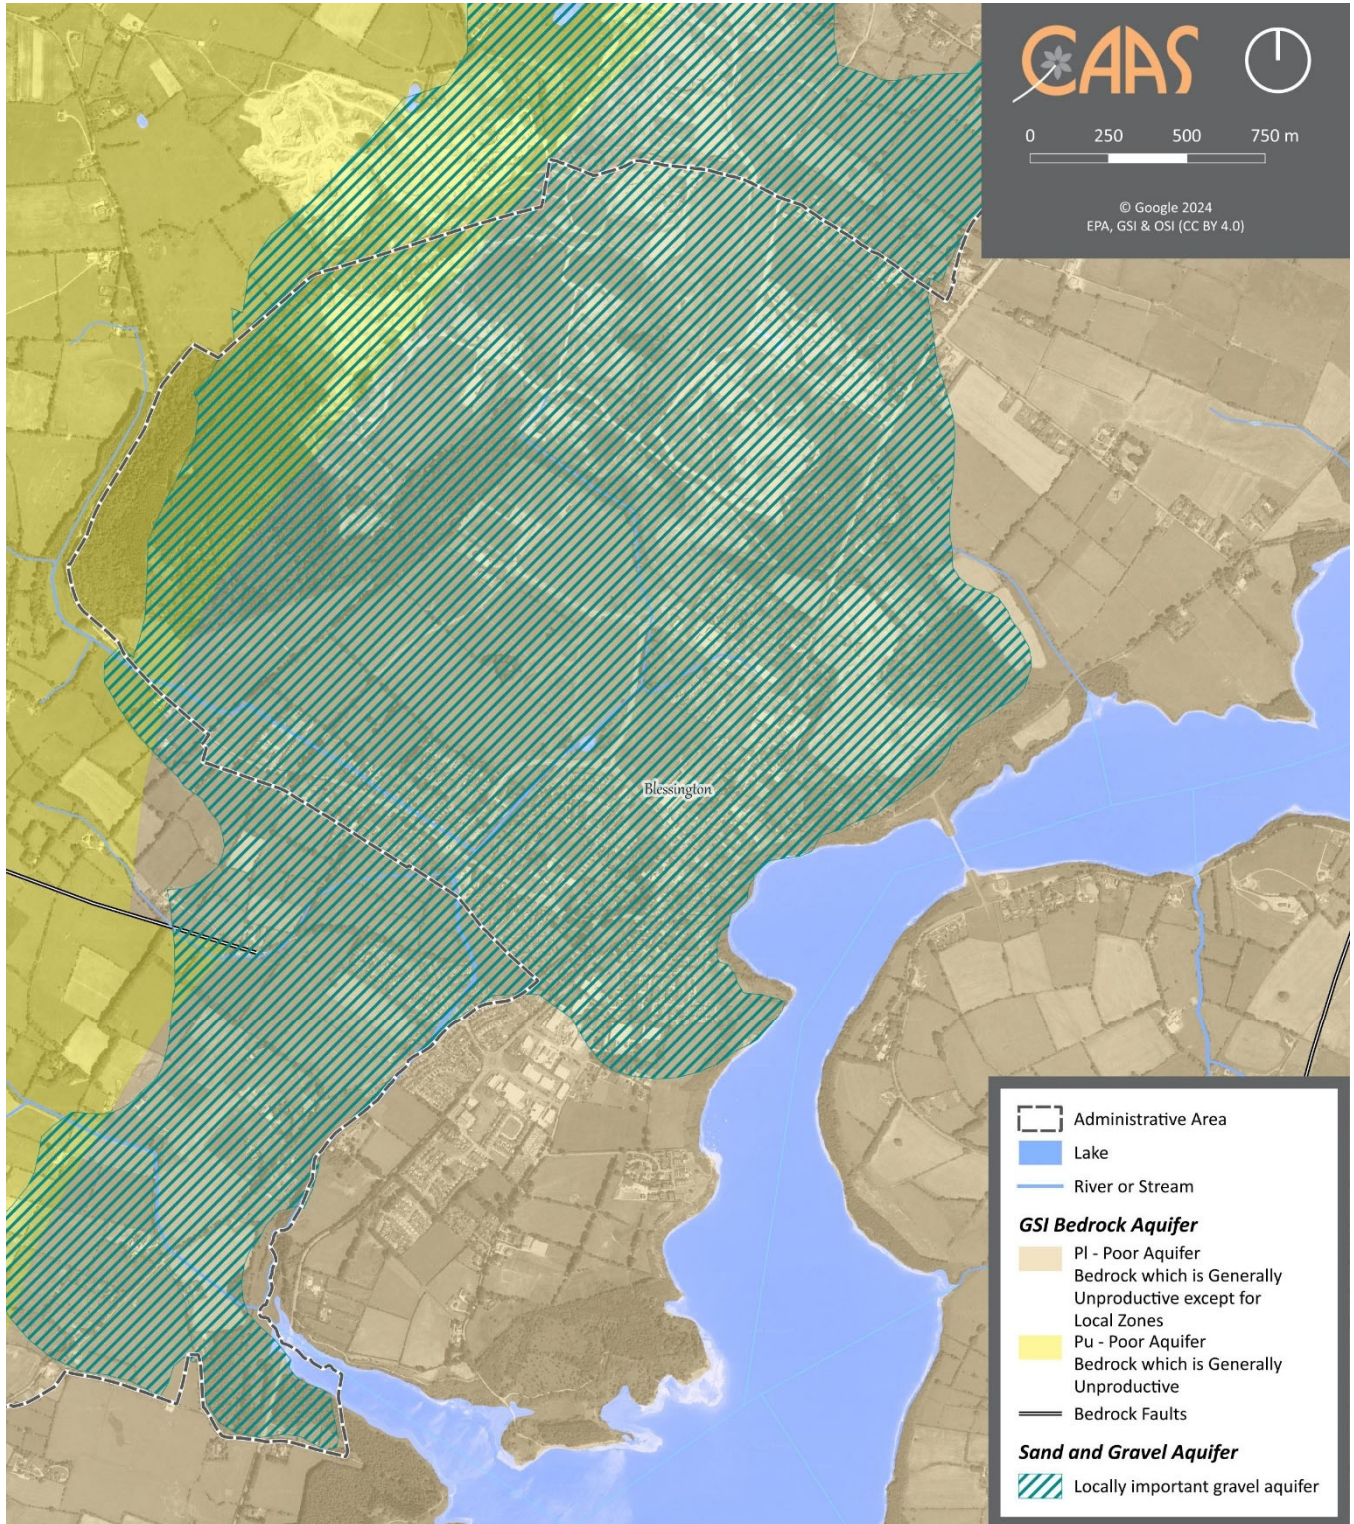 CAAS
0 250 500 750 m
© Google 2024
EPA, GSI & OSI (CC BY 4.0)
Blessington
Administrative Area
Lake
River or Stream
GSI Bedrock Aquifer
Pl - Poor Aquifer
Bedrock which is Generally
Unproductive except for
Local Zones
Pu - Poor Aquifer
Bedrock which is Generally
Unproductive
Bedrock Faults
Sand and Gravel Aquifer
Locally important gravel aquifer